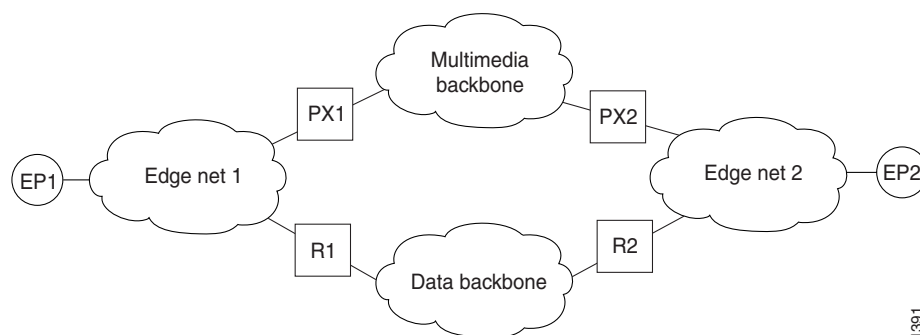 Multimedia
backbone
PX1
PX2
EP1
Edge net 1
Edge net 2
EP2
R1
R2
Data backbone